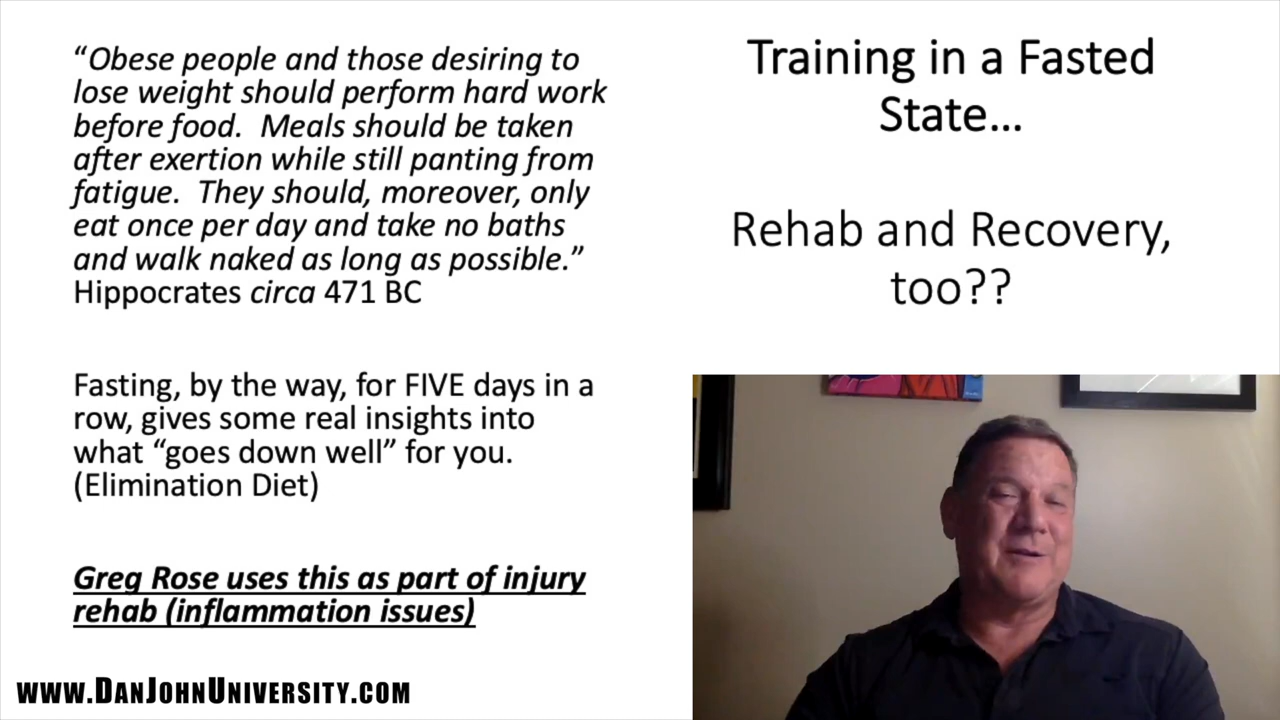 “Obese people and those desiring to
lose weight should perform hard work
before food.  Meals should be taken
after exertion while still panting from
fatigue.  They should, moreover, only
eat once per day and take no baths
and walk naked as long as possible.”
Hippocrates circa 471 BC
Fasting, by the way, for FIVE days in a
row, gives some real insights into
what “goes down well” for you.
(Elimination Diet)
Greg Rose uses this as part of injury
rehab (inflammation issues)
Training in a Fasted
State…
Rehab and Recovery,
too??
www.DanJohnUniversity.com